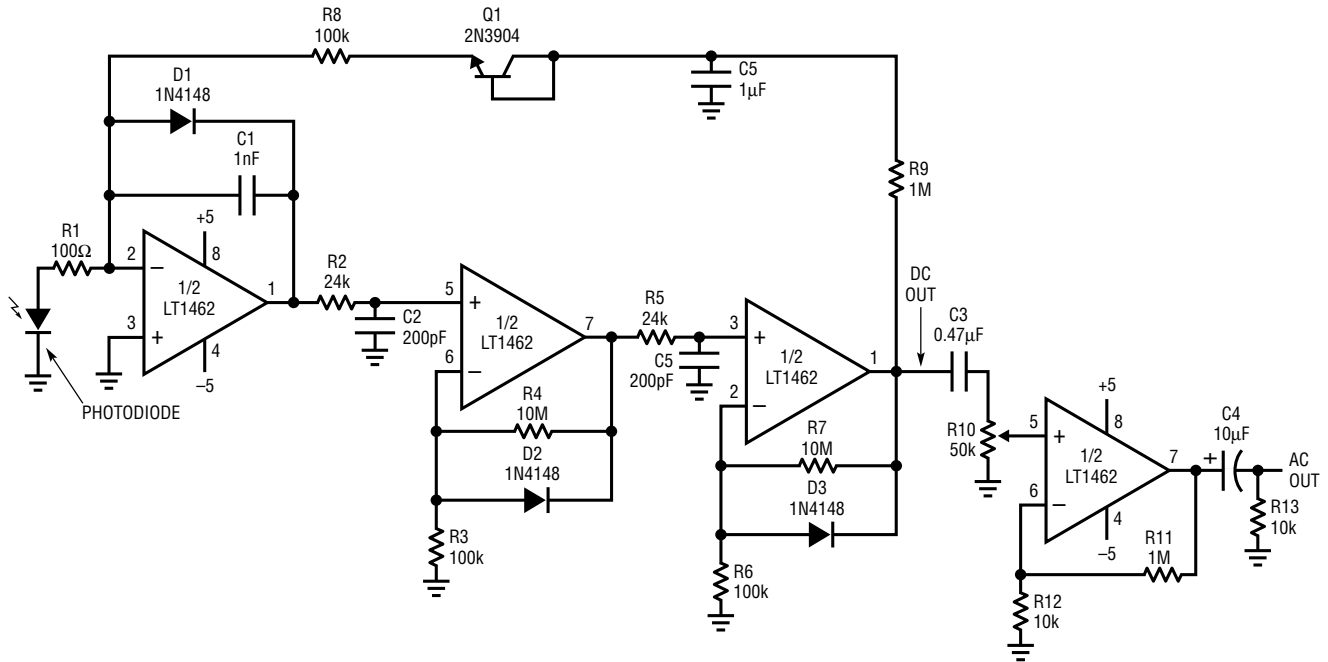 R8
100k
Q1
2N3904
C5
1µF
D1
1N4148
C1
1nF
R9
1M
R1
100Ω
+5
8
2
–
1/2
LT1462
1
3
+
4
–5
PHOTODIODE
R2
24k
C2
200pF
5
+
1/2
LT1462
7
6
–
R4
10M
D2
1N4148
R3
100k
R5
24k
C5
200pF
3
+
1/2
LT1462
1
2
–
R7
10M
D3
1N4148
R6
100k
DC
OUT
C3
0.47µF
R10
50k
+5
8
5
+
1/2
LT1462
7
6
–
4
–5
R11
1M
R12
10k
C4
10µF
+
AC
OUT
R13
10k